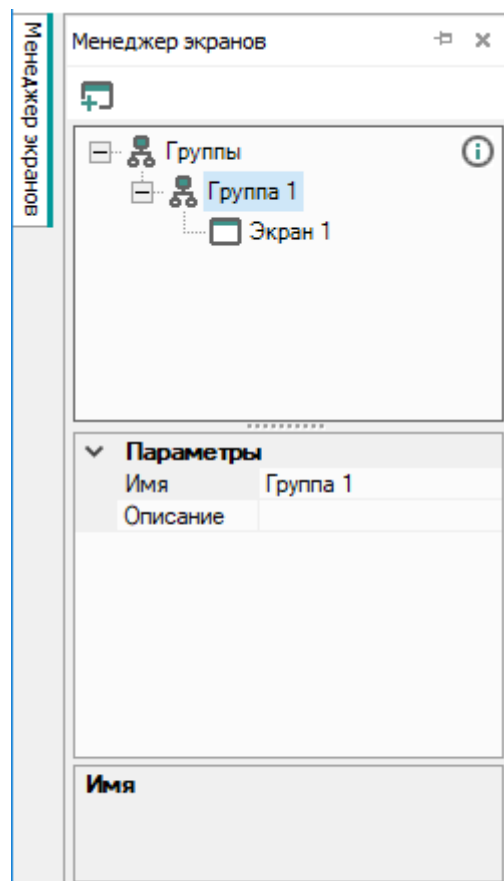 Менеджер экранов
Менеджер экранов
Группы
Группа 1
Экран 1
Параметры
Имя Группа 1
Описание
Имя